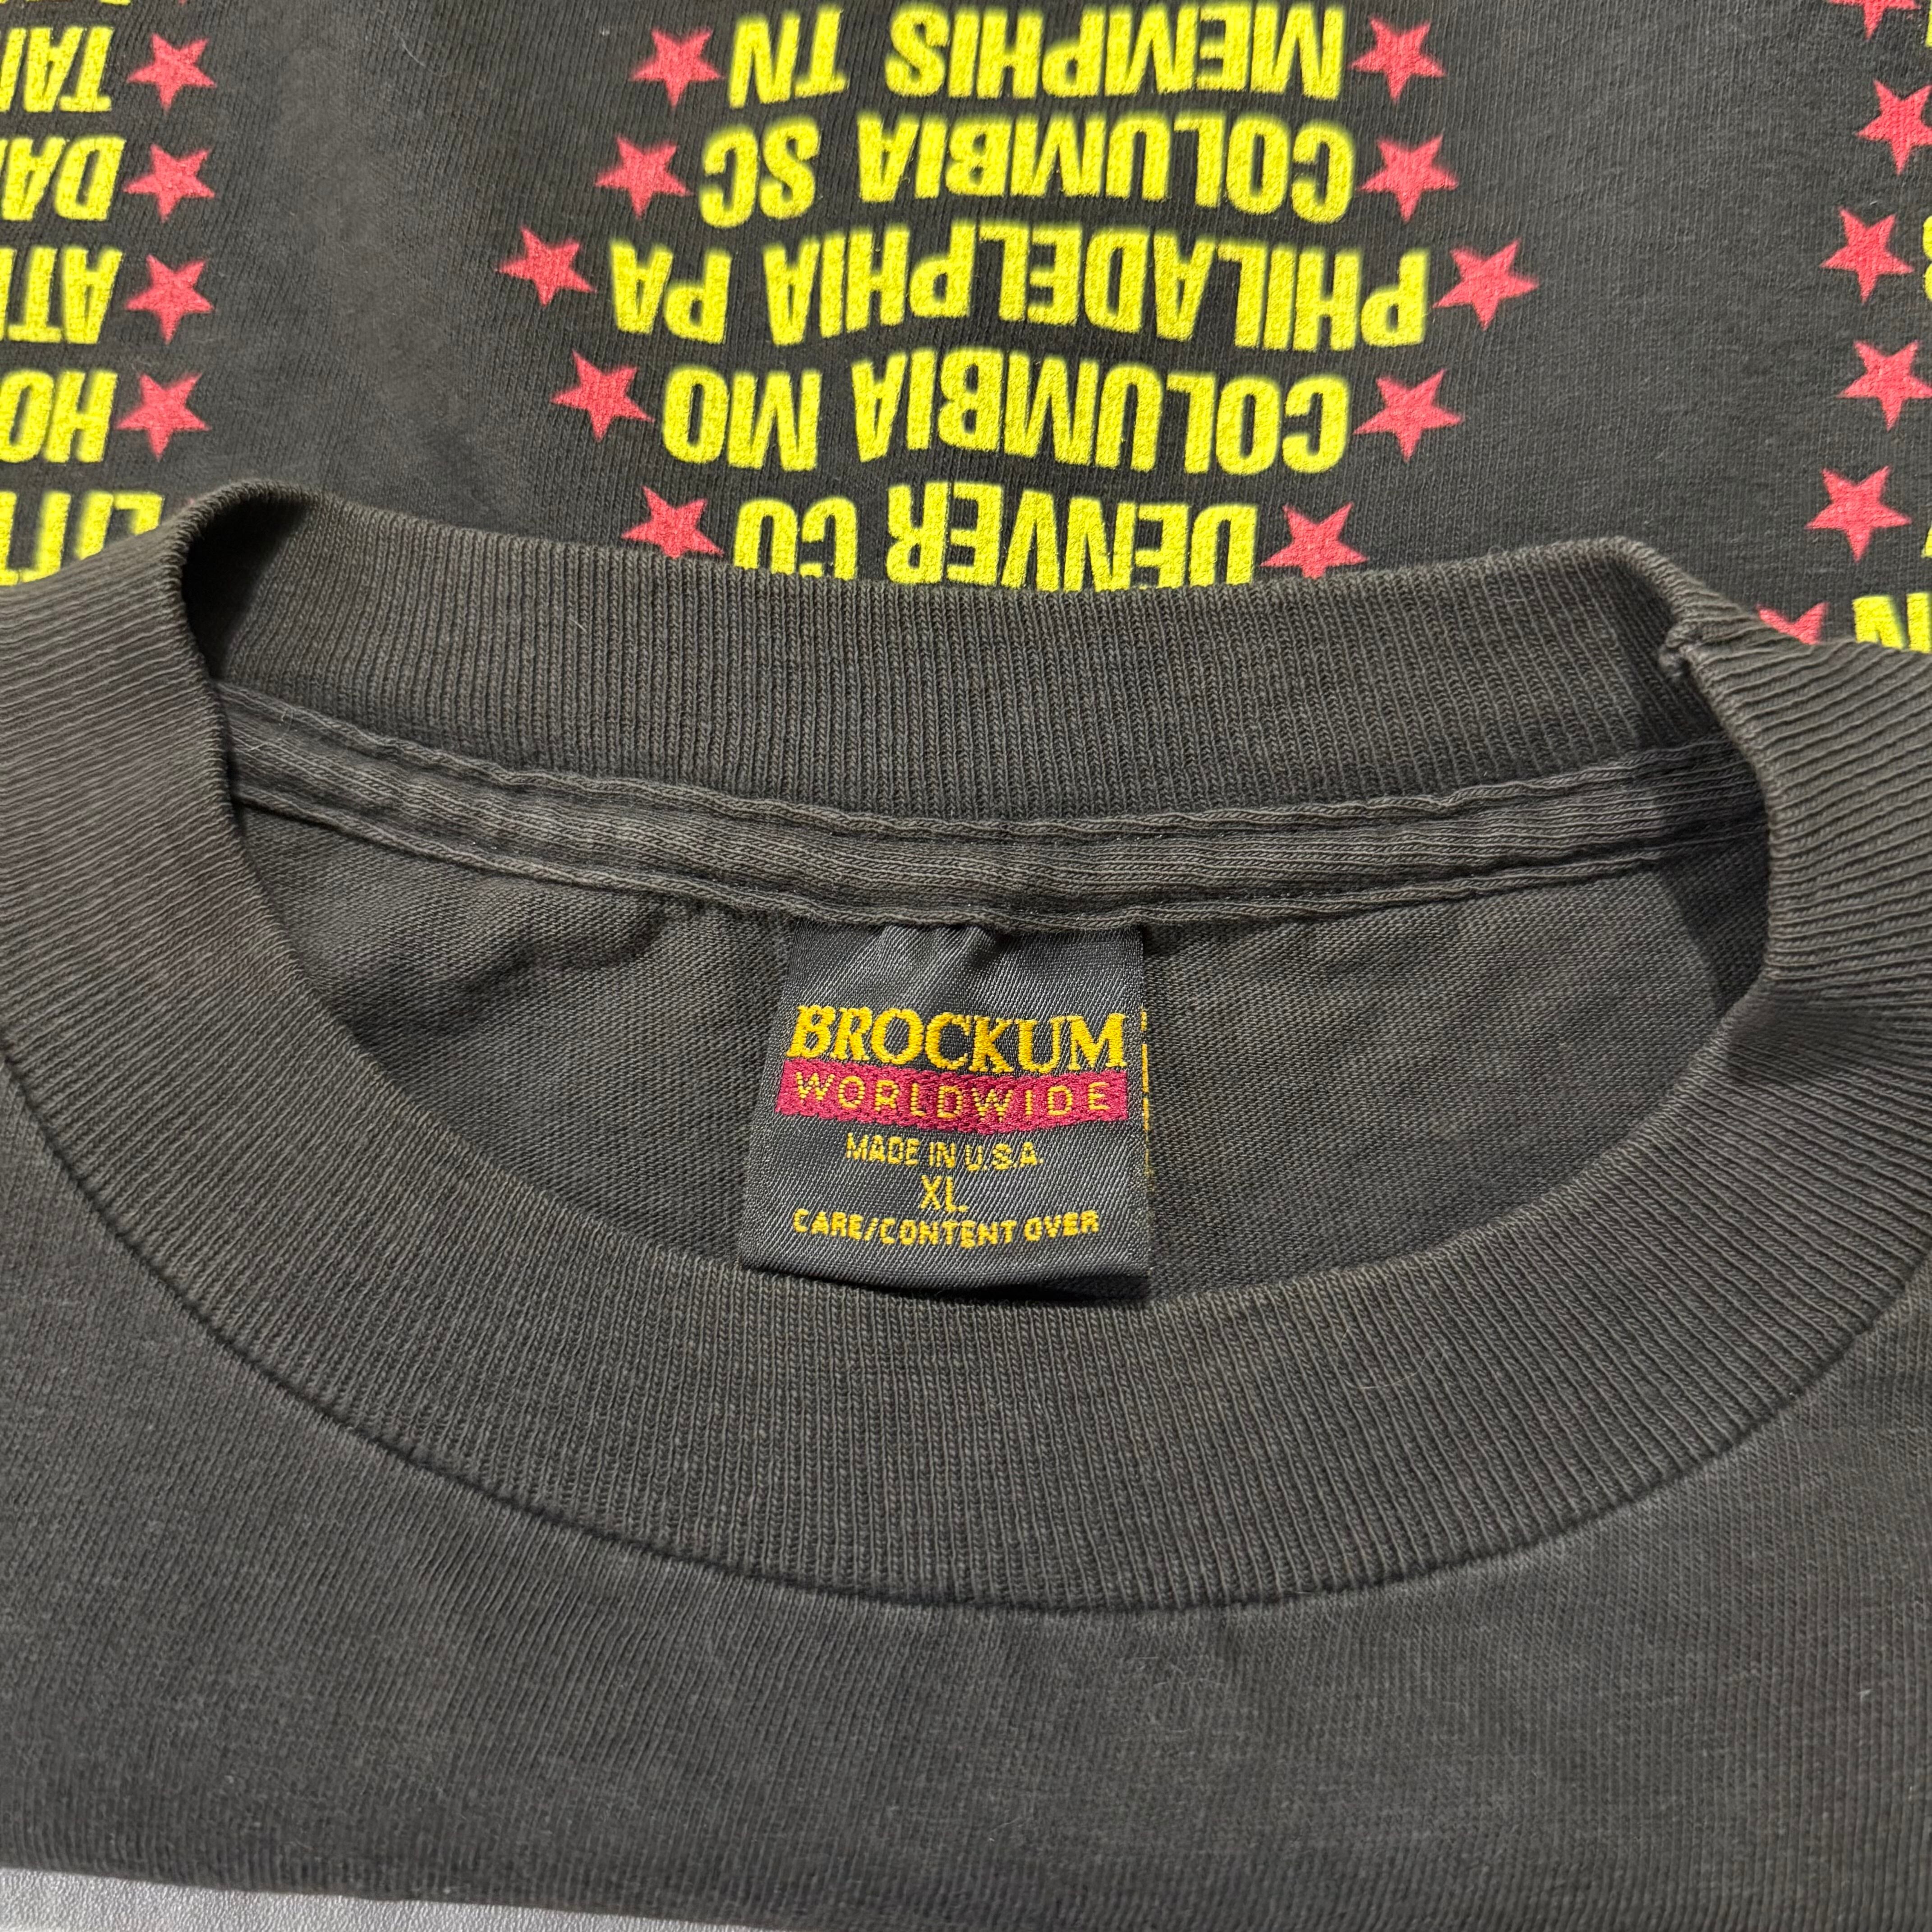 MEMPHIS TN
COLUMBIA SC
PHILADELPHIA PA
COLUMBIA MO
DENVER CO
BROCKUM
WORLDWIDE
MADE IN U.S.A.
XL
CARE/CONTENT OVER